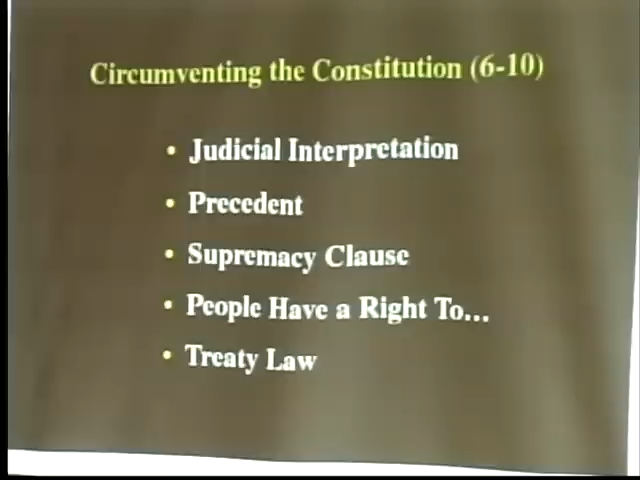 Circumventing the Constitution (6-10)
• Judicial Interpretation
• Precedent
• Supremacy Clause
• People Have a Right To...
• Treaty Law